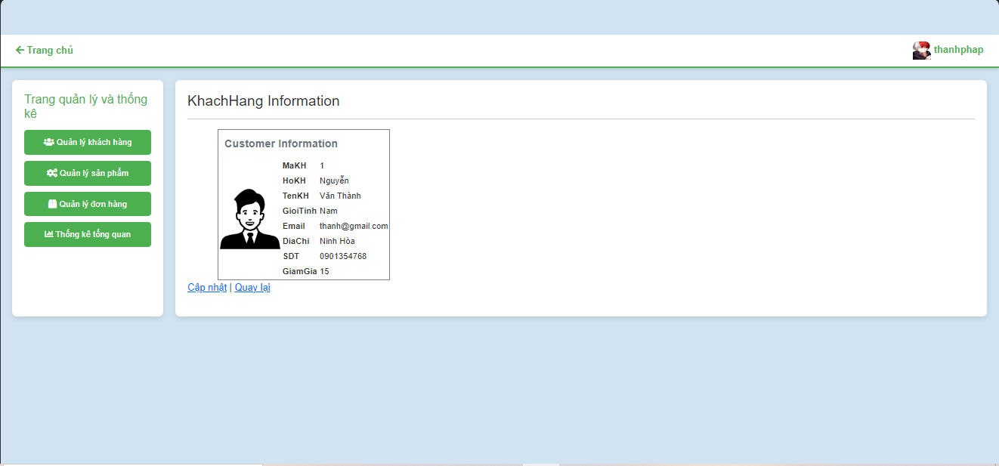 Trang chủ
thanhphap
Trang quản lý và thống
kê
Quản lý khách hàng
Quản lý sản phẩm
Quản lý đơn hàng
Thống kê tổng quan
KhachHang Information
Customer Information
MaKH 1
HoKH Nguyễn
TenKH Văn Thành
GioiTinh Nam
Email thanh@gmail.com
DiaChi Ninh Hòa
SDT 0901354768
GiamGia 15
Cập nhật | Quay lại